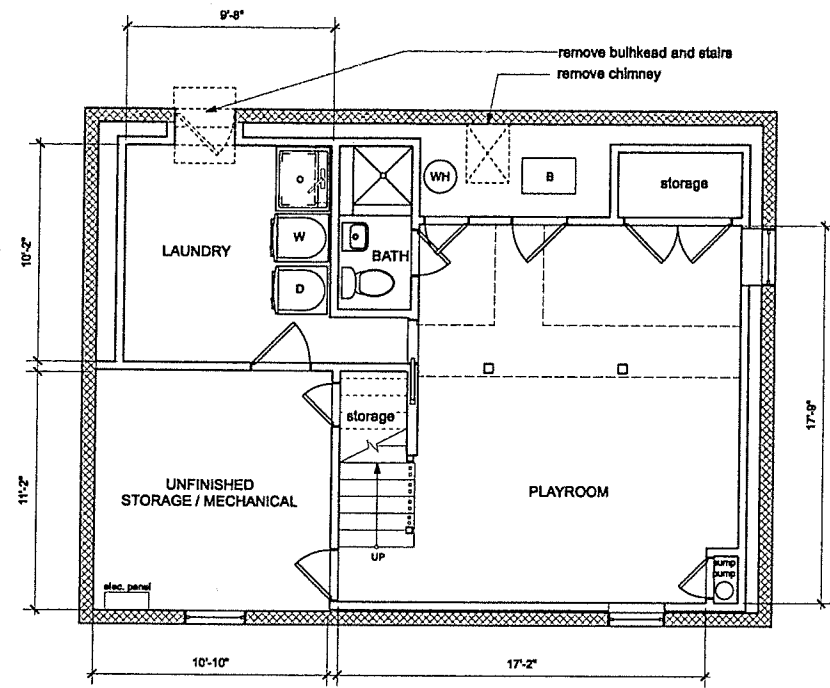 9'-8"
remove bulkhead and stairs
remove chimney
WH
B
storage
LAUNDRY
W
BATH
D
10'-2"
storage
17'-9"
UNFINISHED
STORAGE / MECHANICAL
PLAYROOM
11'-2"
UP
elec. panel
sump
pump
10'-10"
17'-2"